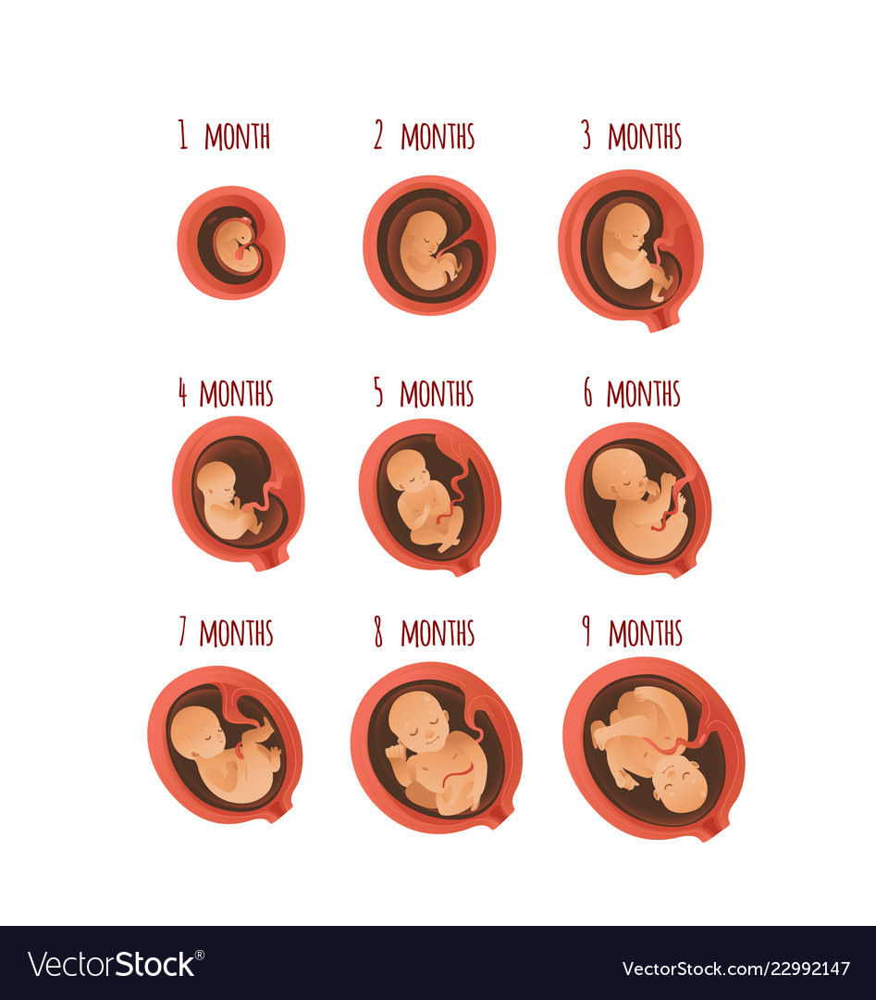 1 MONTH 2 MONTHS 3 MONTHS
4 MONTHS 5 MONTHS 6 MONTHS
7 MONTHS 8 MONTHS 9 MONTHS
VectorStock® VectorStock.com/22992147